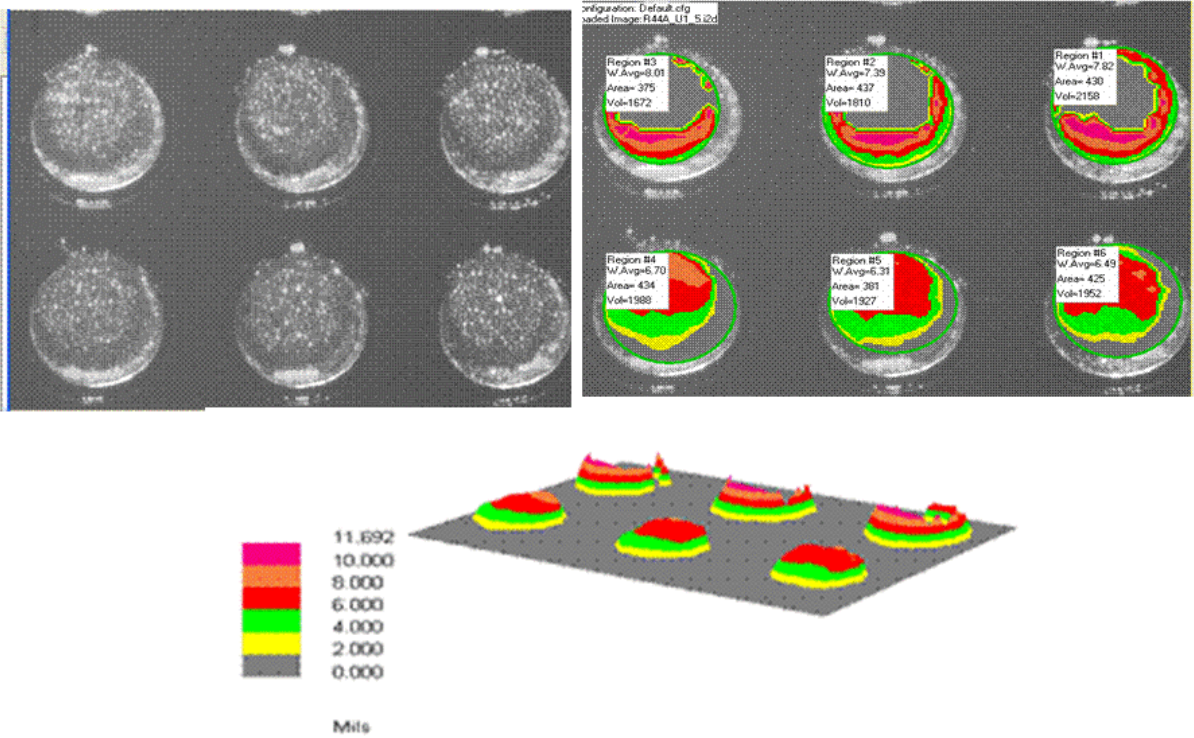 onfiguration: Default.cfg
oaded Image: R44A_U1_5.i2d
Region #3
W.Avg=8.01
Area= 375
Vol=1672
Region #2
W.Avg=7.39
Area= 437
Vol=1810
Region #1
W.Avg=7.82
Area= 430
Vol=2158
Region #4
W.Avg=6.70
Area= 434
Vol=1988
Region #5
W.Avg=6.31
Area= 381
Vol=1927
Region #6
W.Avg=6.49
Area= 425
Vol=1952
11.692
10.000
8.000
6.000
4.000
2.000
0.000
Mils